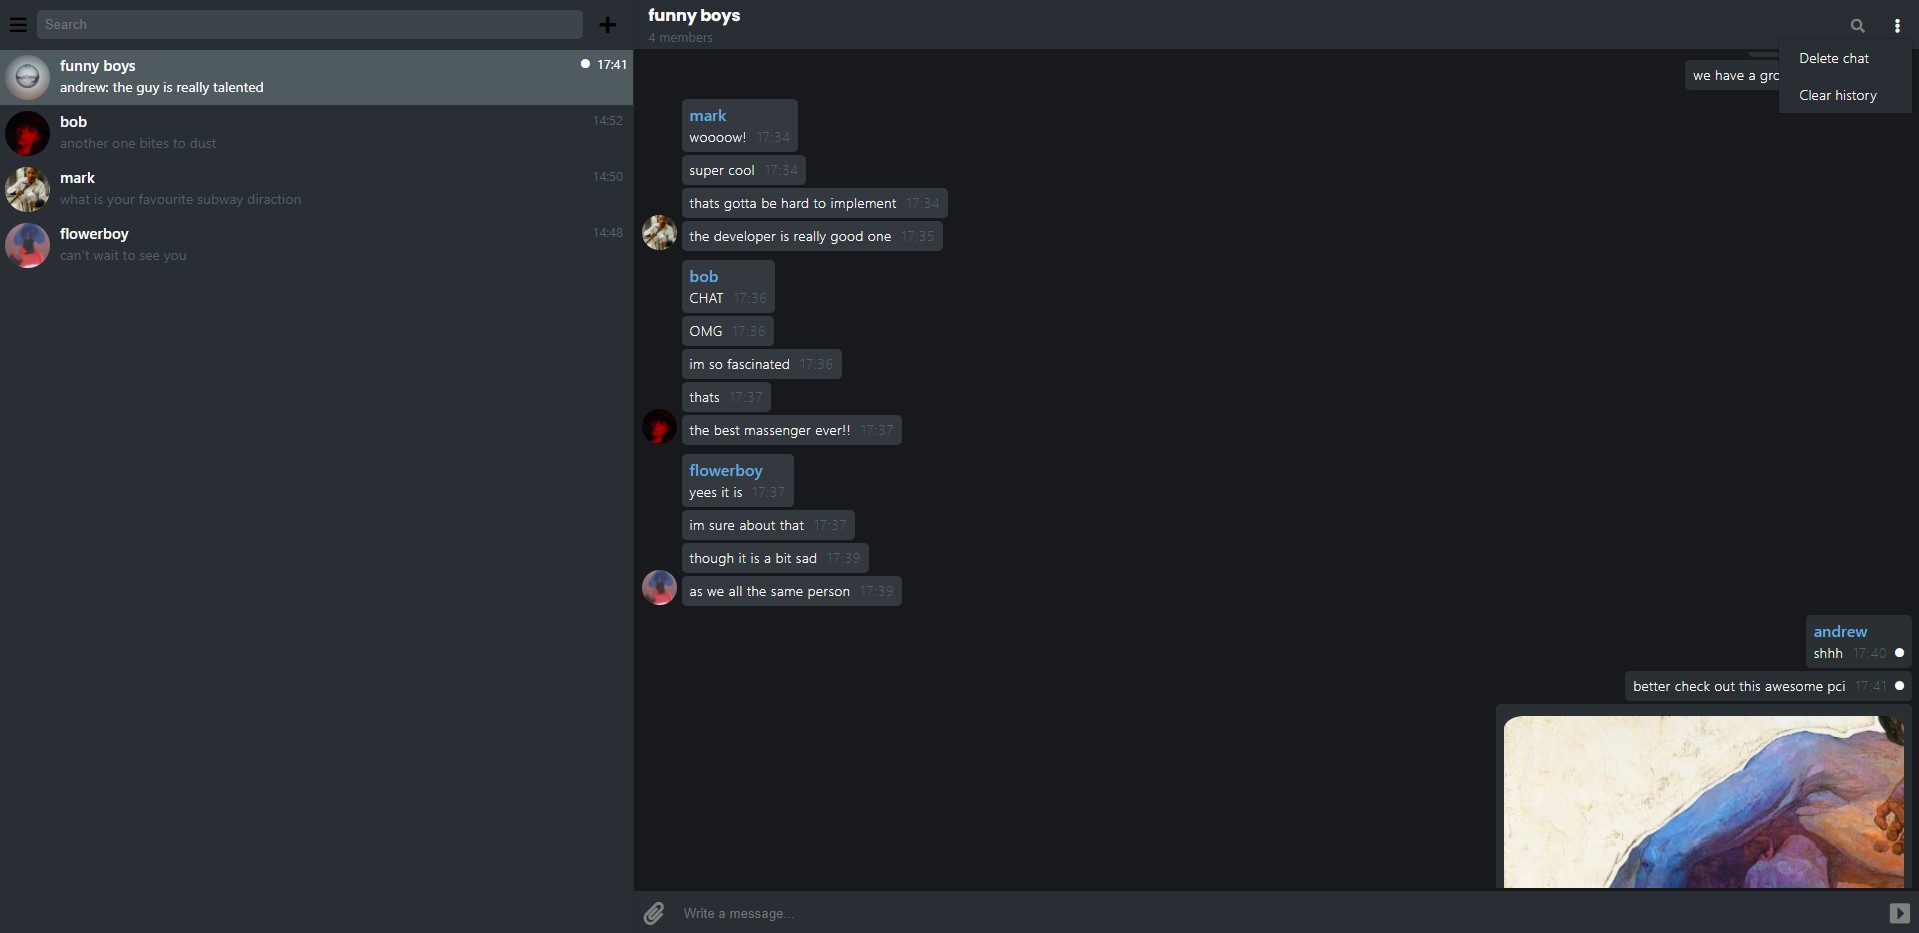 Search
funny boys
17:41
andrew: the guy is really talented
bob
14:52
another one bites to dust
mark
14:50
what is your favourite subway diraction
flowerboy
14:48
can't wait to see you
funny boys
4 members
Delete chat
Clear history
we have a gro
mark
woooow! 17:34
super cool 17:34
thats gotta be hard to implement 17:34
the developer is really good one 17:35
bob
CHAT 17:36
OMG 17:36
im so fascinated 17:36
thats 17:37
the best massenger ever!! 17:37
flowerboy
yees it is 17:37
im sure about that 17:37
though it is a bit sad 17:39
as we all the same person 17:39
andrew
shhh 17:40
better check out this awesome pci 17:41
Write a message...